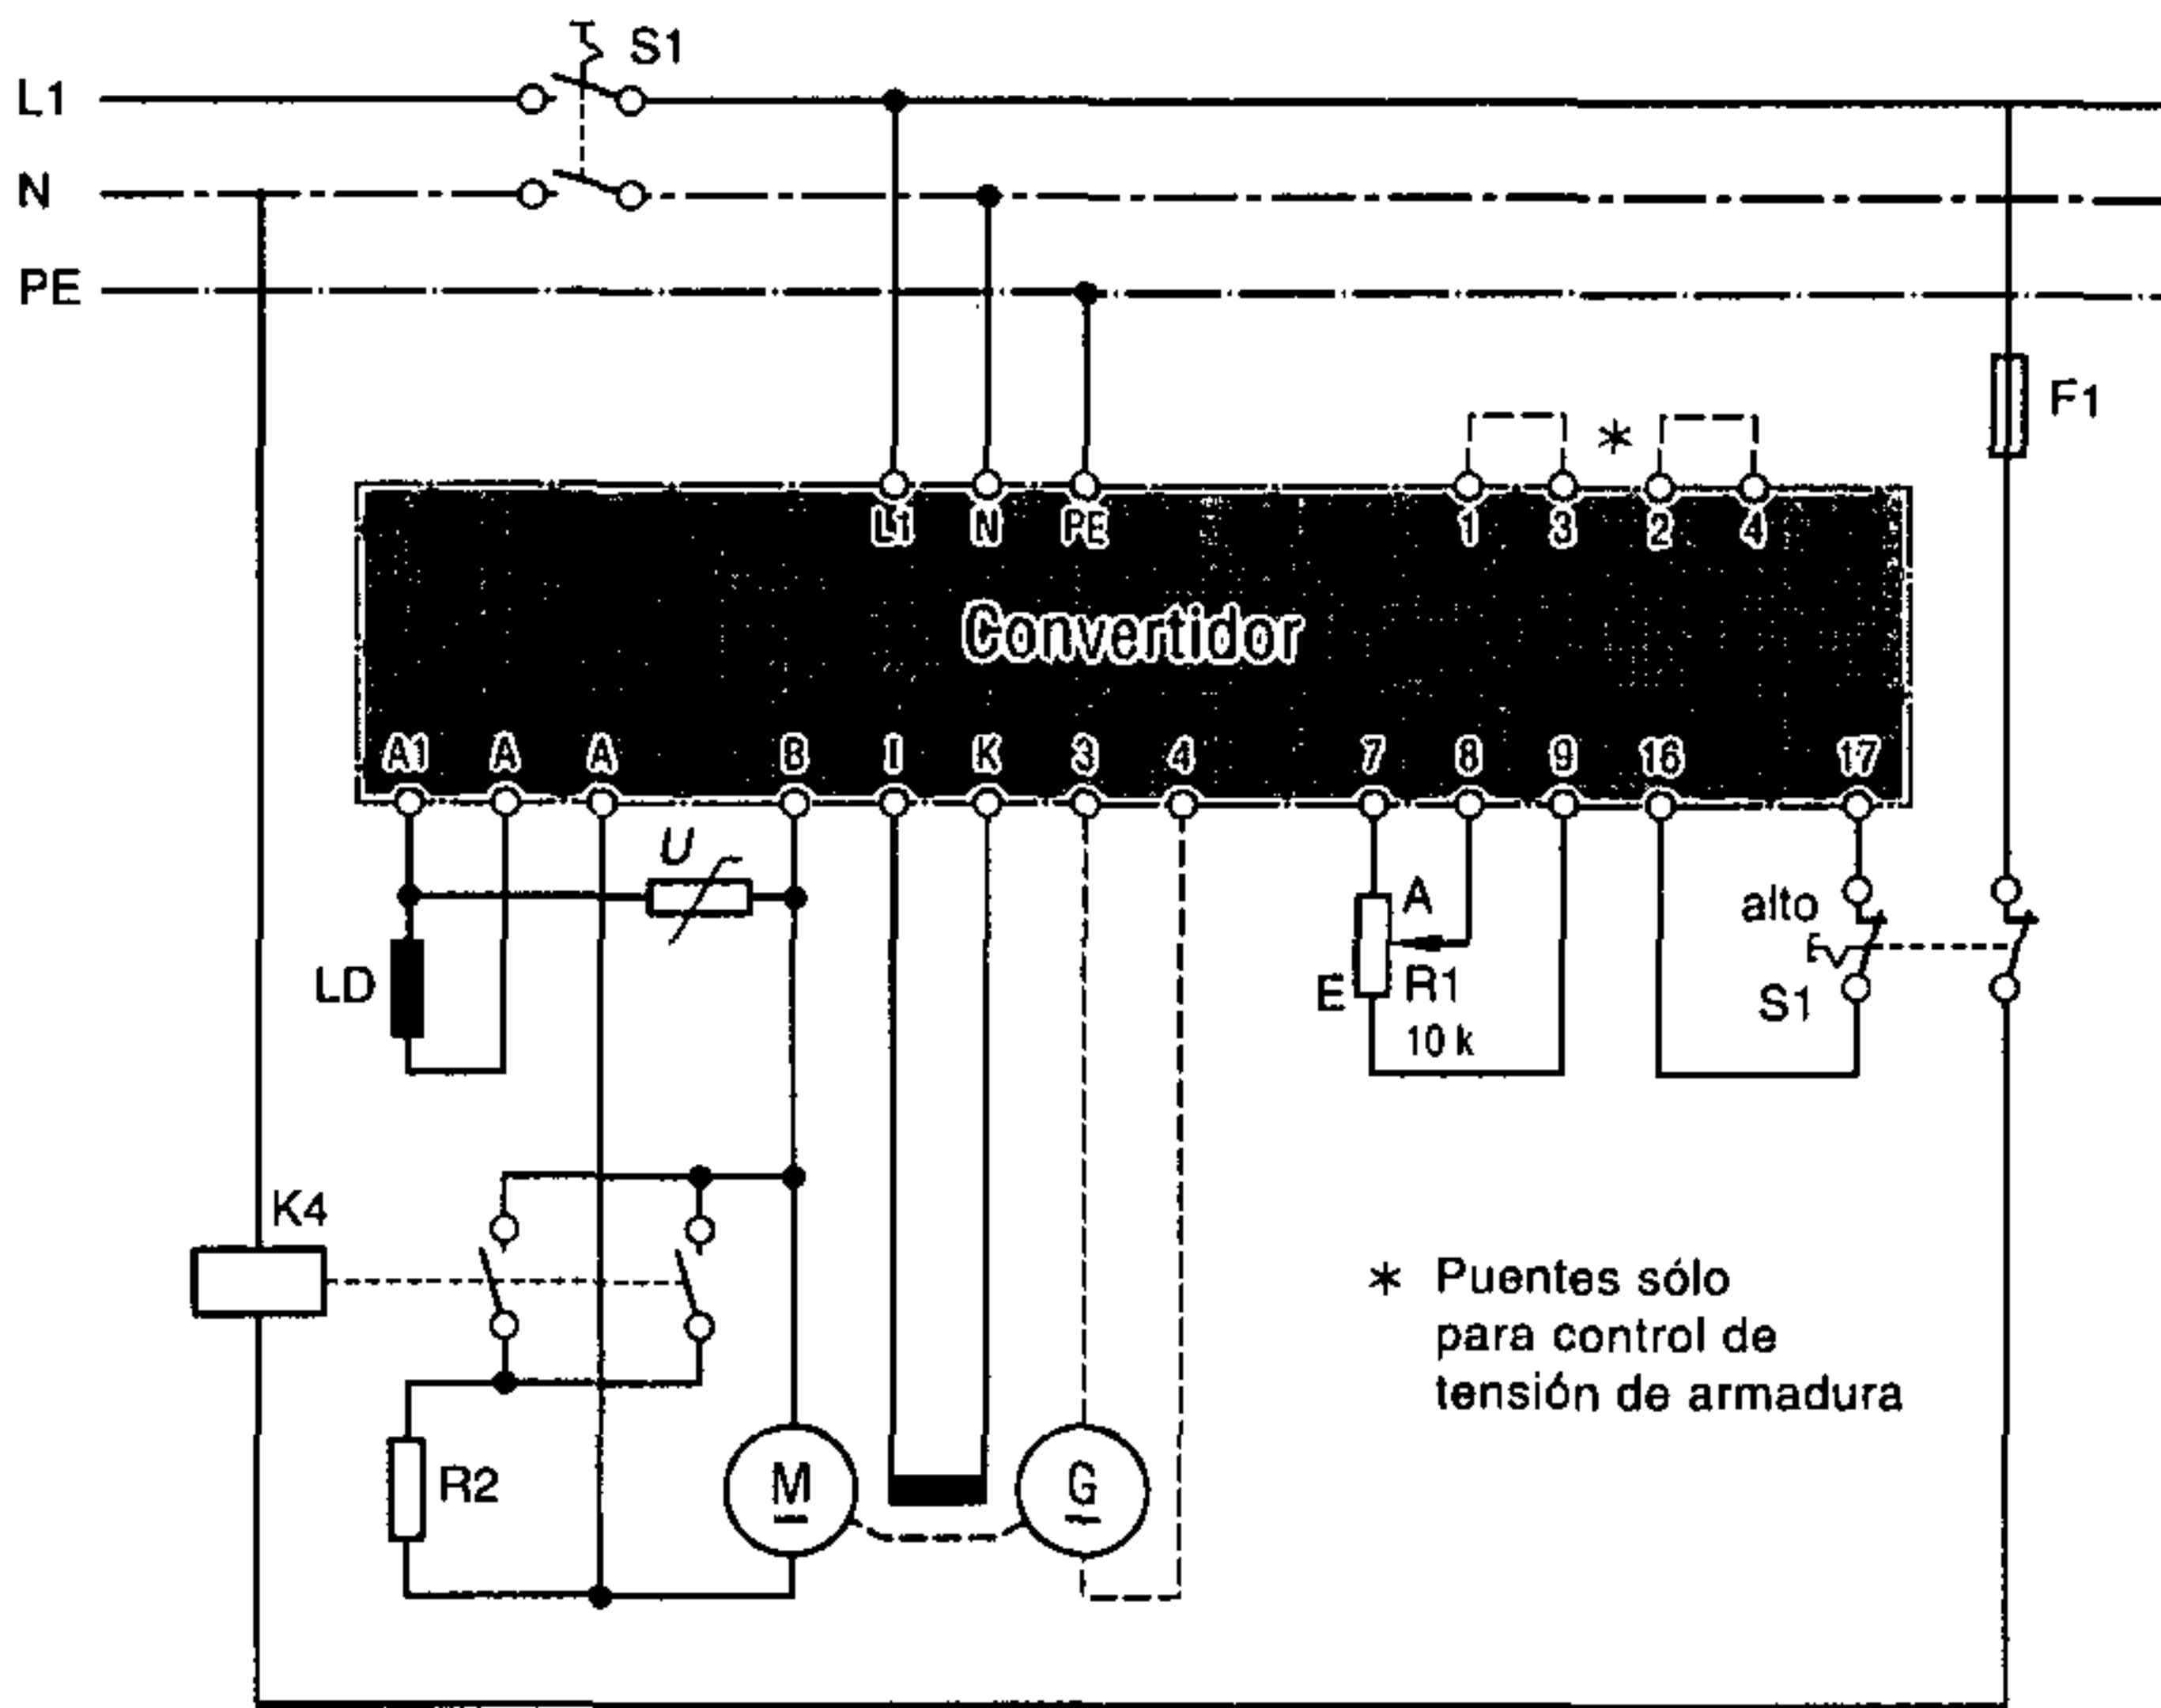 S1
L1
N
PE
F1
*
L1 N PE 1 3 2 4
Convertidor
A1 A A B I K 3 4 7 8 9 16 17
U
A
alto
LD
E
R1
S1
10 k
K4
* Puentes sólo
para control de
tensión de armadura
R2
M
G